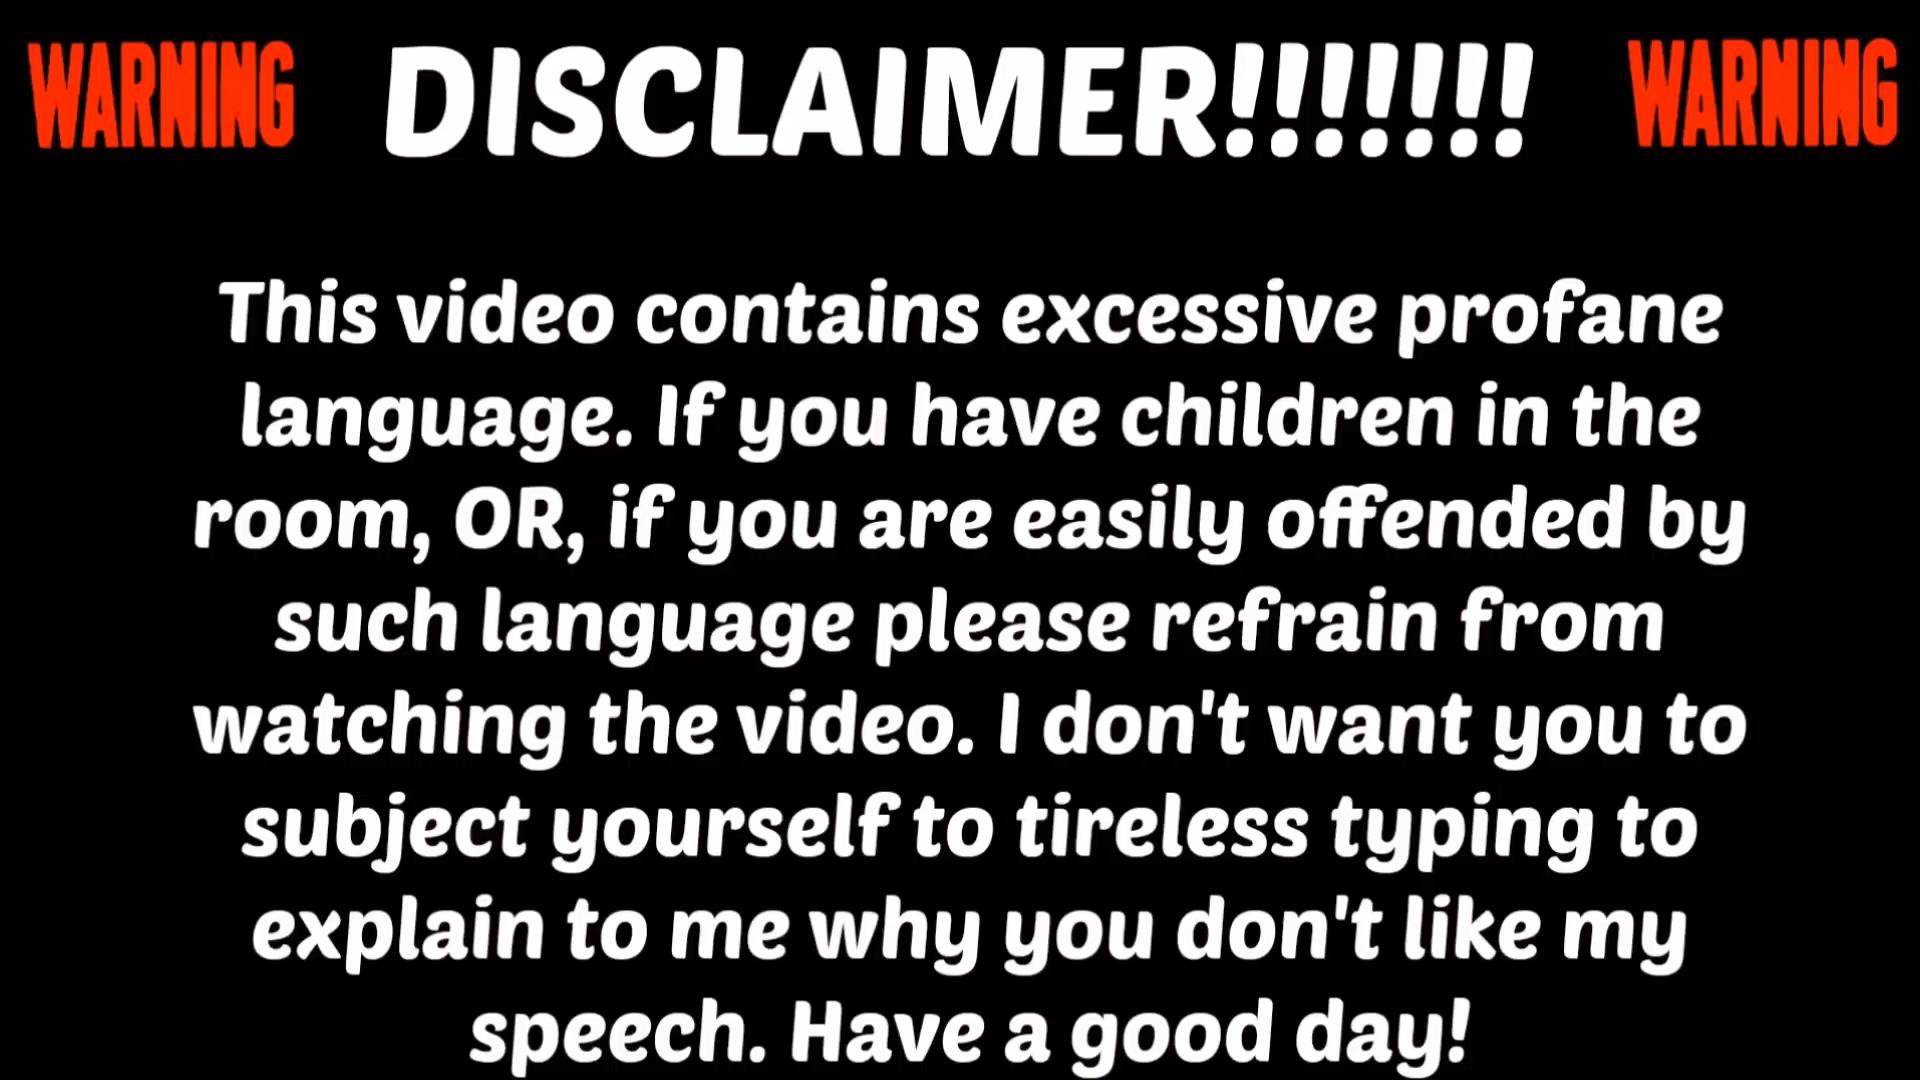 WARNING DISCLAIMER!!!!!!! WARNING
This video contains excessive profane
language. If you have children in the
room, OR, if you are easily offended by
such language please refrain from
watching the video. I don't want you to
subject yourself to tireless typing to
explain to me why you don't like my
speech. Have a good day!